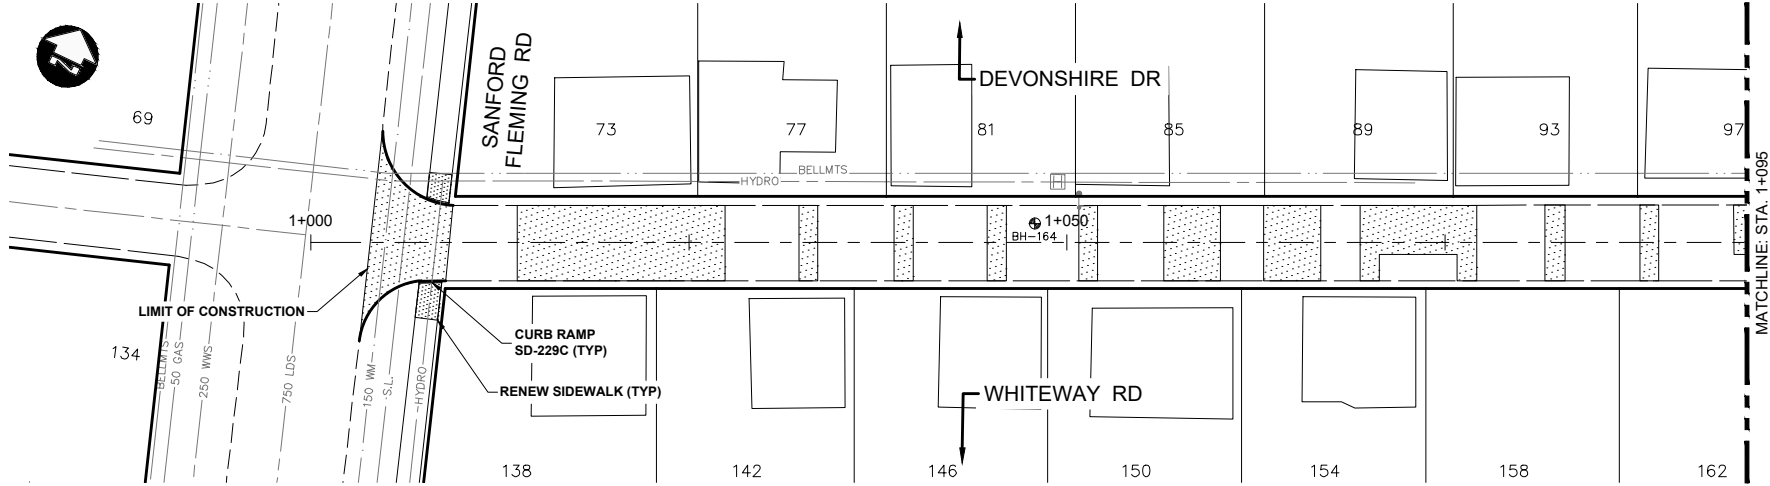 SANFORD
FLEMING RD
DEVONSHIRE DR
69
73
77
81
85
89
93
97
BELLMTS
HYDRO
H
1+000
1+050
BH-164
MATCHLINE STA. 1+095
LIMIT OF CONSTRUCTION
CURB RAMP
SD-229C (TYP)
RENEW SIDEWALK (TYP)
WHITEWAY RD
134
BELLMTS
50 GAS
250 WWS
750 LDS
150 WM
S.L.
HYDRO
138
142
146
150
154
158
162